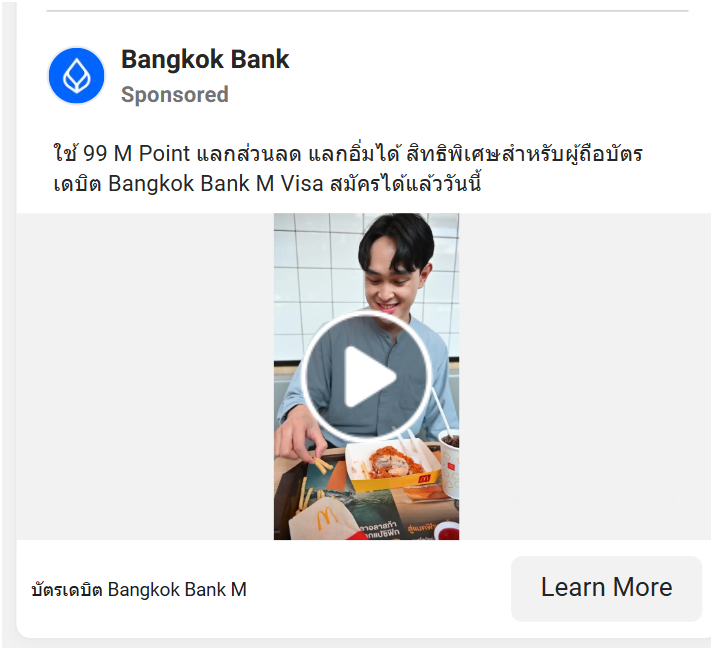 Bangkok Bank
Sponsored
ใช้ 99 M Point แลกส่วนลด แลกอิ่มได้ สิทธิพิเศษสำหรับผู้ถือบัตร
เดบิต Bangkok Bank M Visa สมัครได้แล้ววันนี้
บัตรเดบิต Bangkok Bank M
Learn More